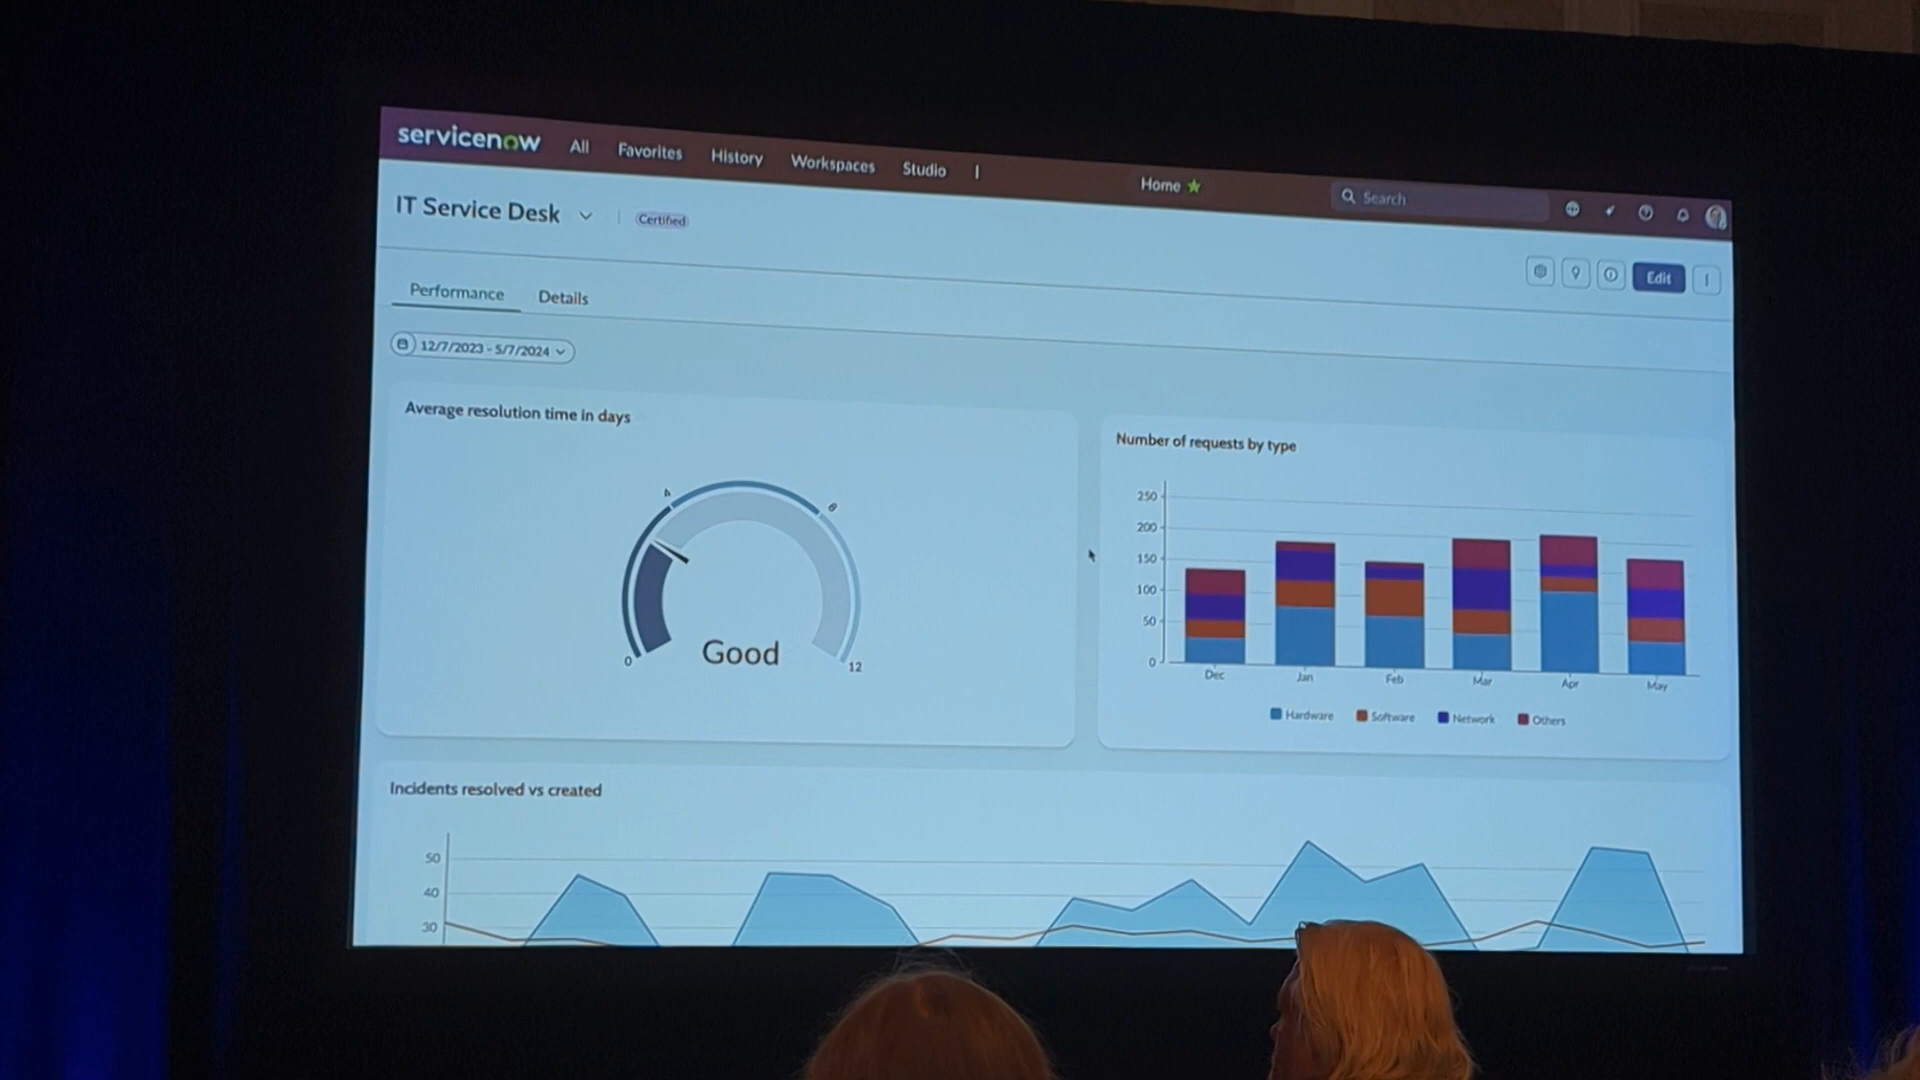 servicenow All Favorites History Workspaces Studio Home Search
IT Service Desk Certified
Edit
Performance Details
12/7/2023 - 5/7/2024
Average resolution time in days
4 8
0 12
Good
Number of requests by type
250
200
150
100
50
0
Dec Jan Feb Mar Apr May
Hardware Software Network Others
Incidents resolved vs created
50
40
30